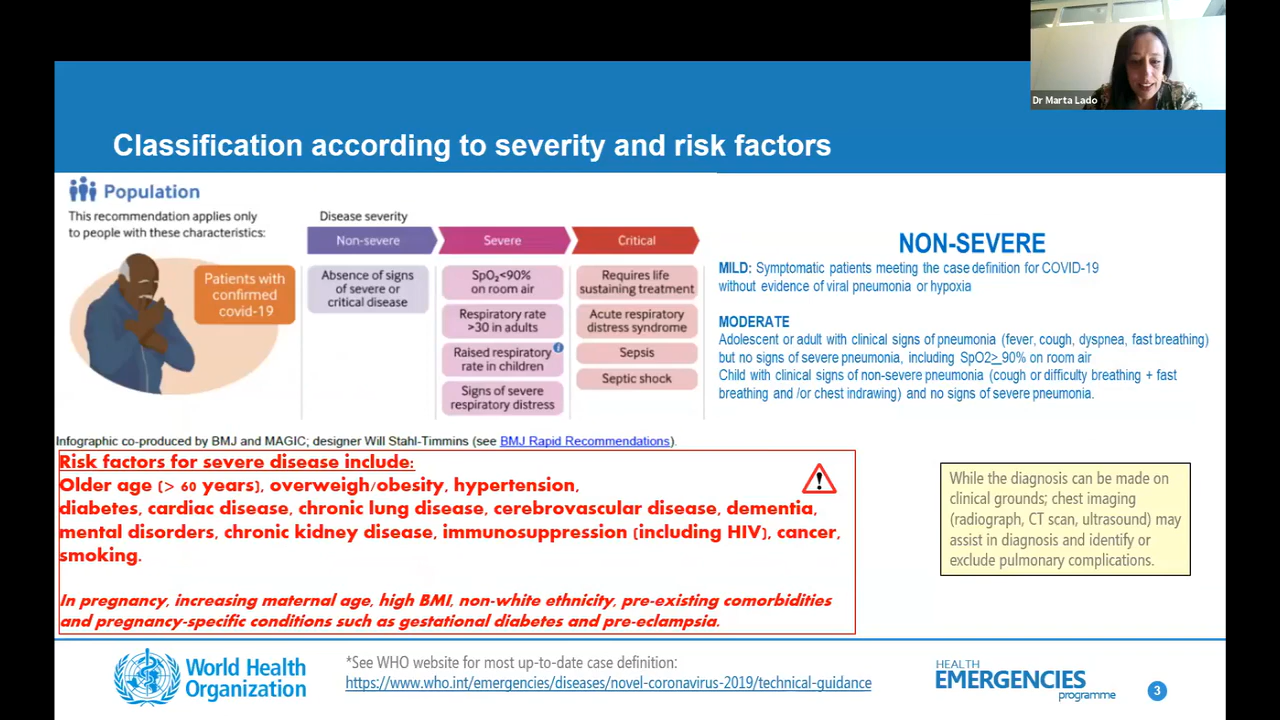 Dr Marta Lado
Classification according to severity and risk factors
Population
This recommendation applies only
to people with these characteristics:
Patients with
confirmed
covid-19
Disease severity
Non-severe
Severe
Critical
Absence of signs
of severe or
critical disease
SpO₂<90%
on room air
Respiratory rate
>30 in adults
Raised respiratory
rate in children
i
Signs of severe
respiratory distress
Requires life
sustaining treatment
Acute respiratory
distress syndrome
Sepsis
Septic shock
NON-SEVERE
MILD: Symptomatic patients meeting the case definition for COVID-19
without evidence of viral pneumonia or hypoxia
MODERATE
Adolescent or adult with clinical signs of pneumonia (fever, cough, dyspnea, fast breathing)
but no signs of severe pneumonia, including SpO2≥ 90% on room air
Child with clinical signs of non-severe pneumonia (cough or difficulty breathing + fast
breathing and /or chest indrawing) and no signs of severe pneumonia.
Infographic co-produced by BMJ and MAGIC; designer Will Stahl-Timmins (see BMJ Rapid Recommendations).
Risk factors for severe disease include:
Older age (> 60 years), overweigh/obesity, hypertension,
diabetes, cardiac disease, chronic lung disease, cerebrovascular disease, dementia,
mental disorders, chronic kidney disease, immunosuppression (including HIV), cancer,
smoking.
In pregnancy, increasing maternal age, high BMI, non-white ethnicity, pre-existing comorbidities
and pregnancy-specific conditions such as gestational diabetes and pre-eclampsia.
!
While the diagnosis can be made on
clinical grounds; chest imaging
(radiograph, CT scan, ultrasound) may
assist in diagnosis and identify or
exclude pulmonary complications.
World Health
Organization
*See WHO website for most up-to-date case definition:
https://www.who.int/emergencies/diseases/novel-coronavirus-2019/technical-guidance
HEALTH
EMERGENCIES
programme
3